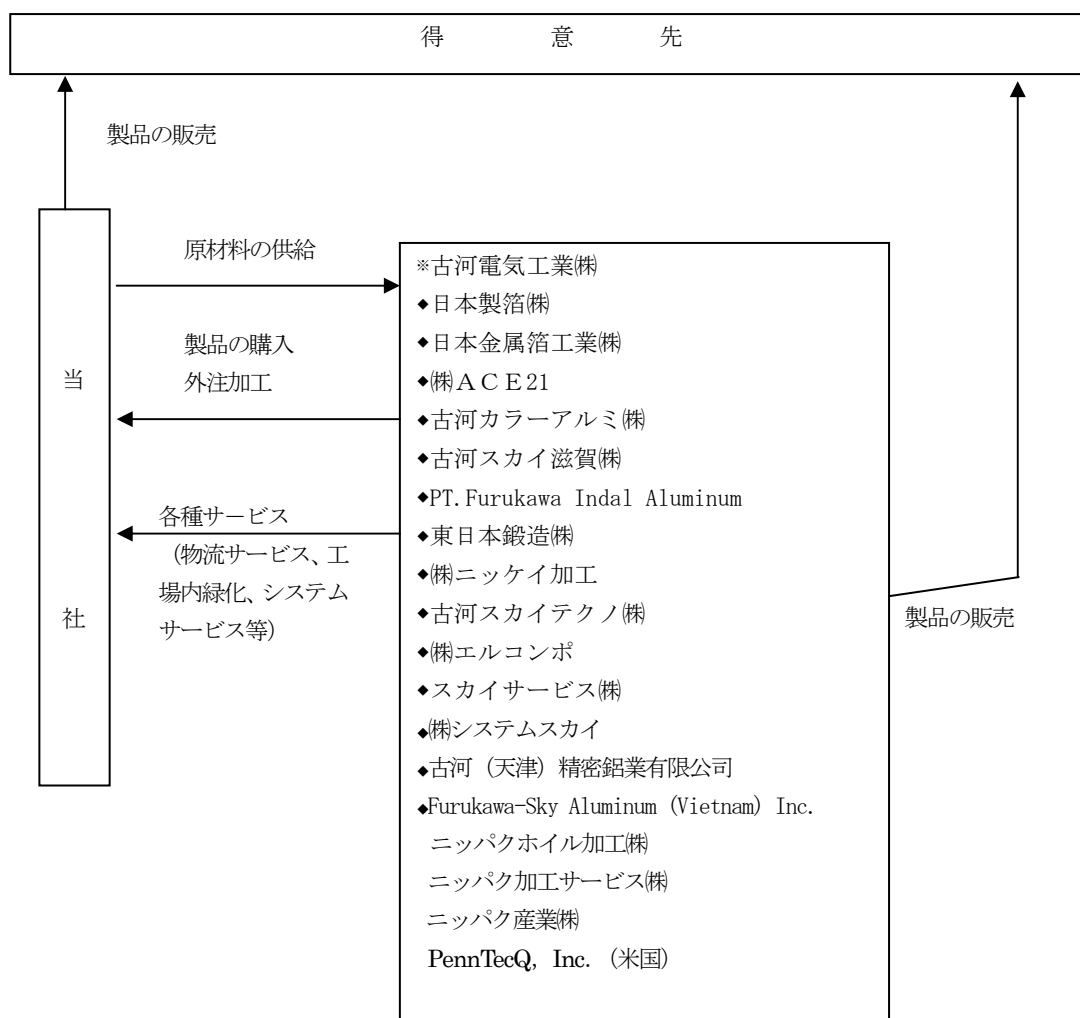 得意先
製品の販売
当社
原材料の供給
製品の購入
外注加工
各種サービス
（物流サービス、工
場内緑化、システム
サービス等）
※古河電気工業㈱
◆日本製箔㈱
◆日本金属箔工業㈱
◆㈱ＡＣＥ21
◆古河カラーアルミ㈱
◆古河スカイ滋賀㈱
◆PT.Furukawa Indal Aluminum
◆東日本鍛造㈱
◆㈱ニッケイ加工
◆古河スカイテクノ㈱
◆㈱エルコンポ
◆スカイサービス㈱
◆㈱システムスカイ
◆古河（天津）精密鋁業有限公司
◆Furukawa-Sky Aluminum (Vietnam) Inc.
ニッパクホイル加工㈱
ニッパク加工サービス㈱
ニッパク産業㈱
PennTecQ, Inc.（米国）
製品の販売